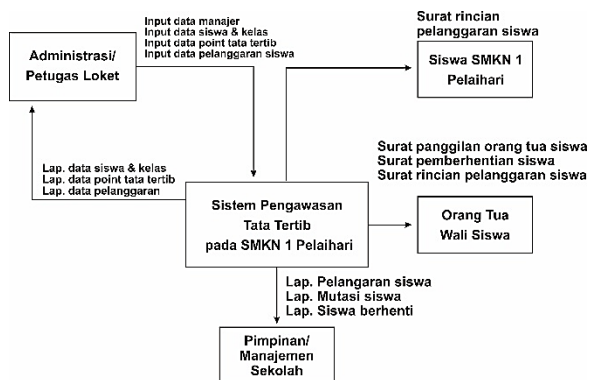 Input data manajer
Input data siswa & kelas
Input data point tata tertib
Input data pelanggaran siswa
Surat rincian
pelanggaran siswa
Administrasi/
Petugas Loket
Siswa SMKN 1
Pelaihari
Surat panggilan orang tua siswa
Surat pemberhentian siswa
Surat rincian pelanggaran siswa
Lap. data siswa & kelas
Lap. data point tata tertib
Lap. data pelanggaran
Sistem Pengawasan
Tata Tertib
pada SMKN 1 Pelaihari
Orang Tua
Wali Siswa
Lap. Pelangaran siswa
Lap. Mutasi siswa
Lap. Siswa berhenti
Pimpinan/
Manajemen
Sekolah